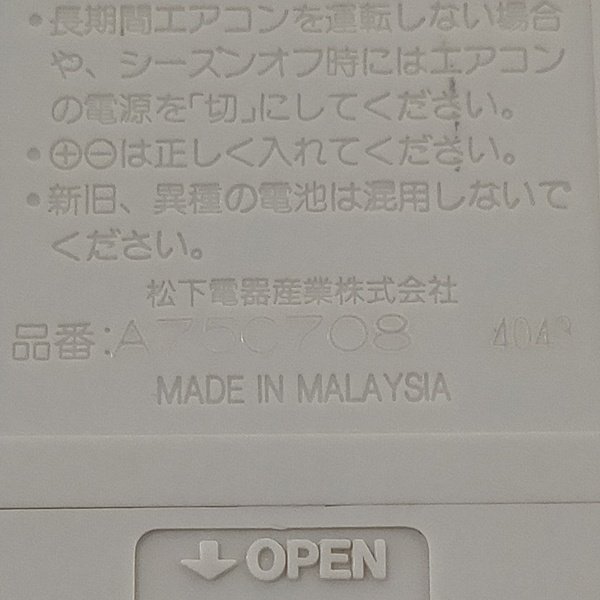 ・長期間エアコンを運転しない場合
や、シーズンオフ時にはエアコン
の電源を「切」にしてください。
・⊕⊖は正しく入れてください。
・新旧、異種の電池は混用しないで
ください。
松下電器産業株式会社
品番:A75C708
MADE IN MALAYSIA
↓OPEN